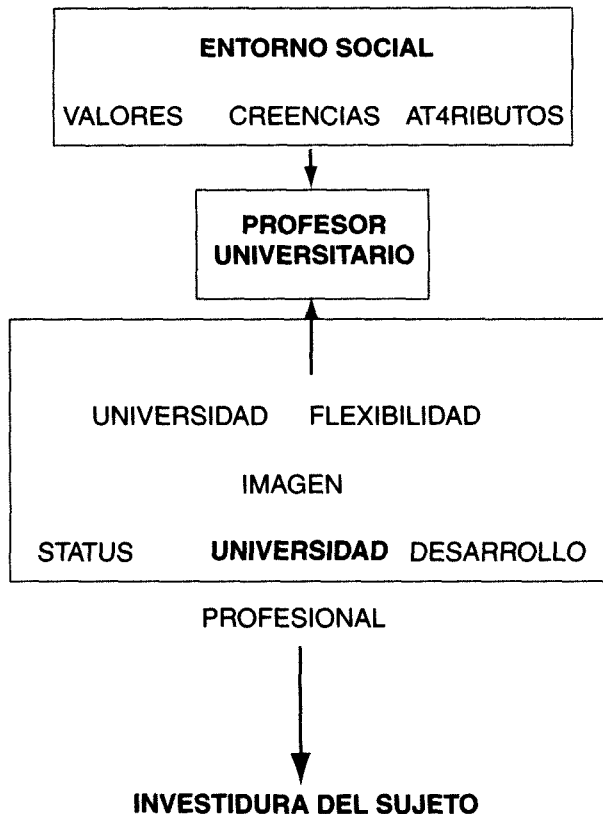 ENTORNO SOCIAL
VALORES CREENCIAS AT4RIBUTOS
PROFESOR
UNIVERSITARIO
UNIVERSIDAD FLEXIBILIDAD
IMAGEN
STATUS UNIVERSIDAD DESARROLLO
PROFESIONAL
INVESTIDURA DEL SUJETO